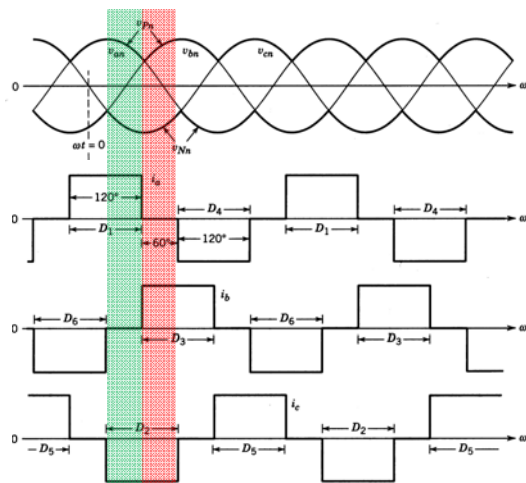 v_Pn
v_an v_bn v_cn
0 ω
ωt = 0 v_Nn
i_a
120° D_4 D_4
0 ω
D_1 60° 120° D_1
i_b
D_6 D_6
0 ω
D_3 D_3
i_c
D_2 D_2
0 ω
D_5 D_5 D_5